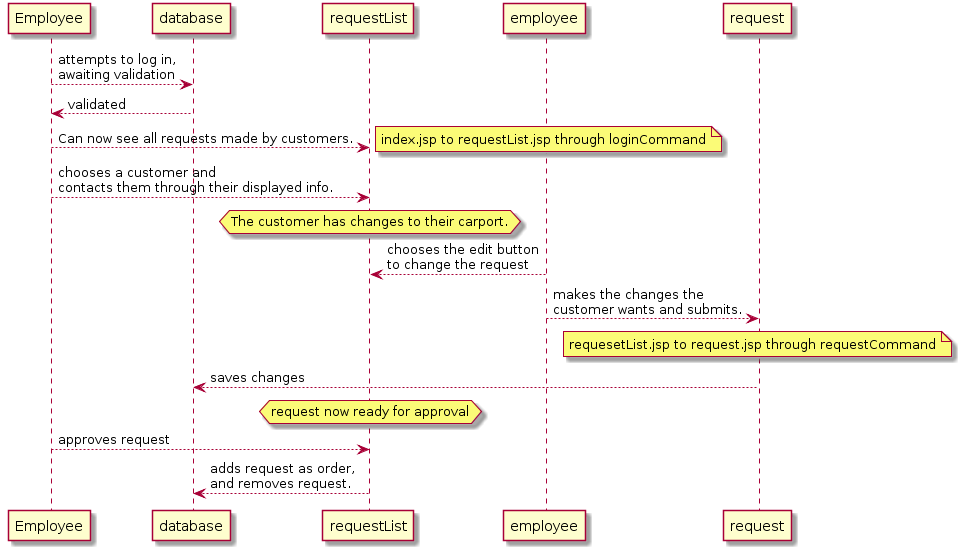 Employee
database
requestList
employee
request
attempts to log in,
awaiting validation
validated
Can now see all requests made by customers.
index.jsp to requestList.jsp through loginCommand
chooses a customer and
contacts them through their displayed info.
The customer has changes to their carport.
chooses the edit button
to change the request
makes the changes the
customer wants and submits.
requesetList.jsp to request.jsp through requestCommand
saves changes
request now ready for approval
approves request
adds request as order,
and removes request.
Employee
database
requestList
employee
request